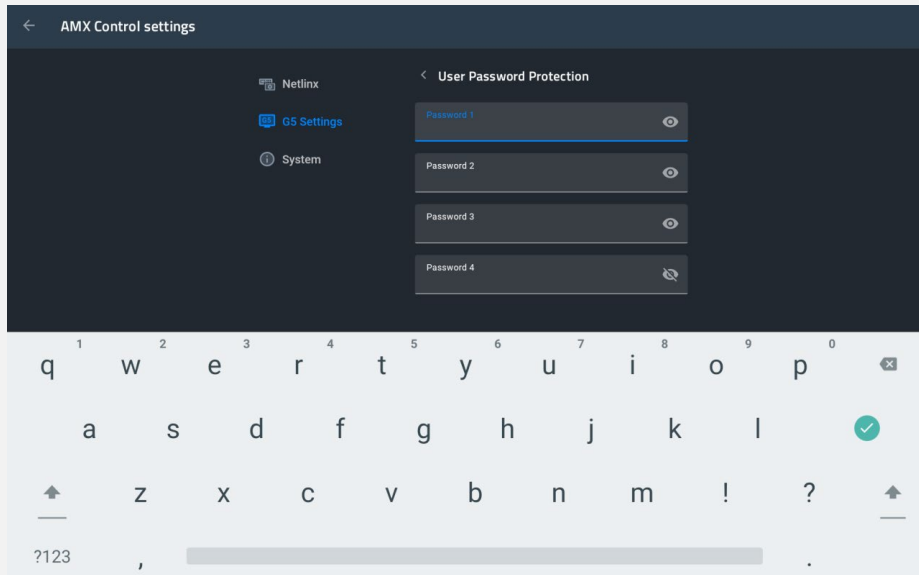 AMX Control settings
Netlinx
G5 G5 Settings
System
User Password Protection
Password 1
Password 2
Password 3
Password 4
1 2 3 4 5 6 7 8 9 0
q w e r t y u i o p
a s d f g h j k l
z x c v b n m ! ?
?123 , .